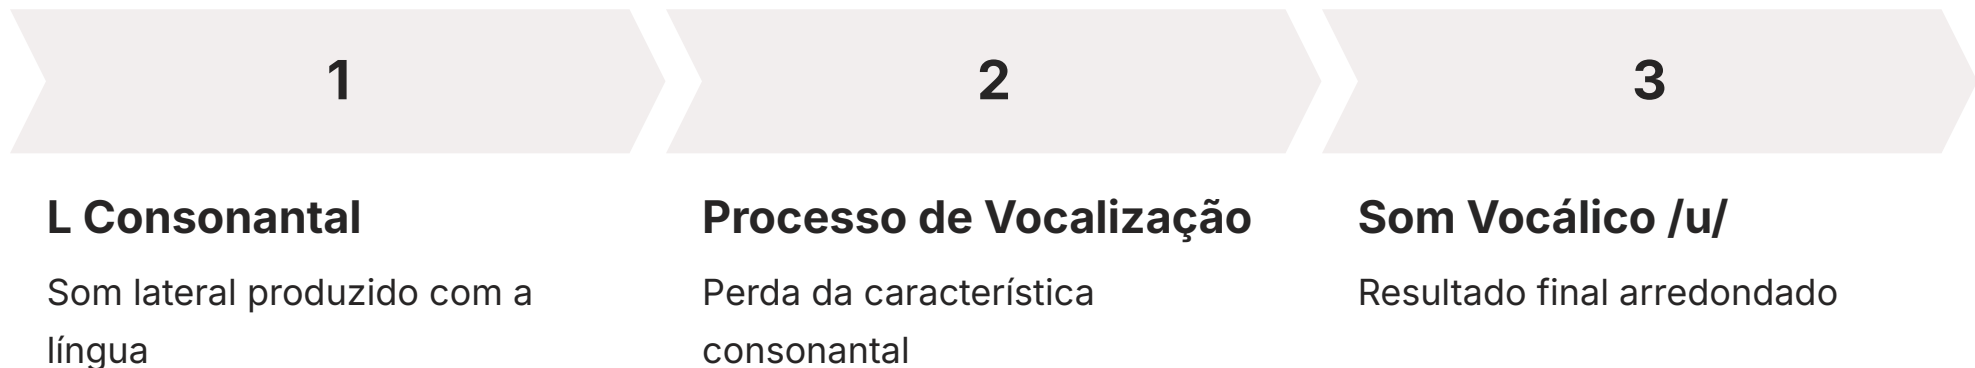 1
2
3
L Consonantal
Som lateral produzido com a
língua
Processo de Vocalização
Perda da característica
consonantal
Som Vocálico /u/
Resultado final arredondado